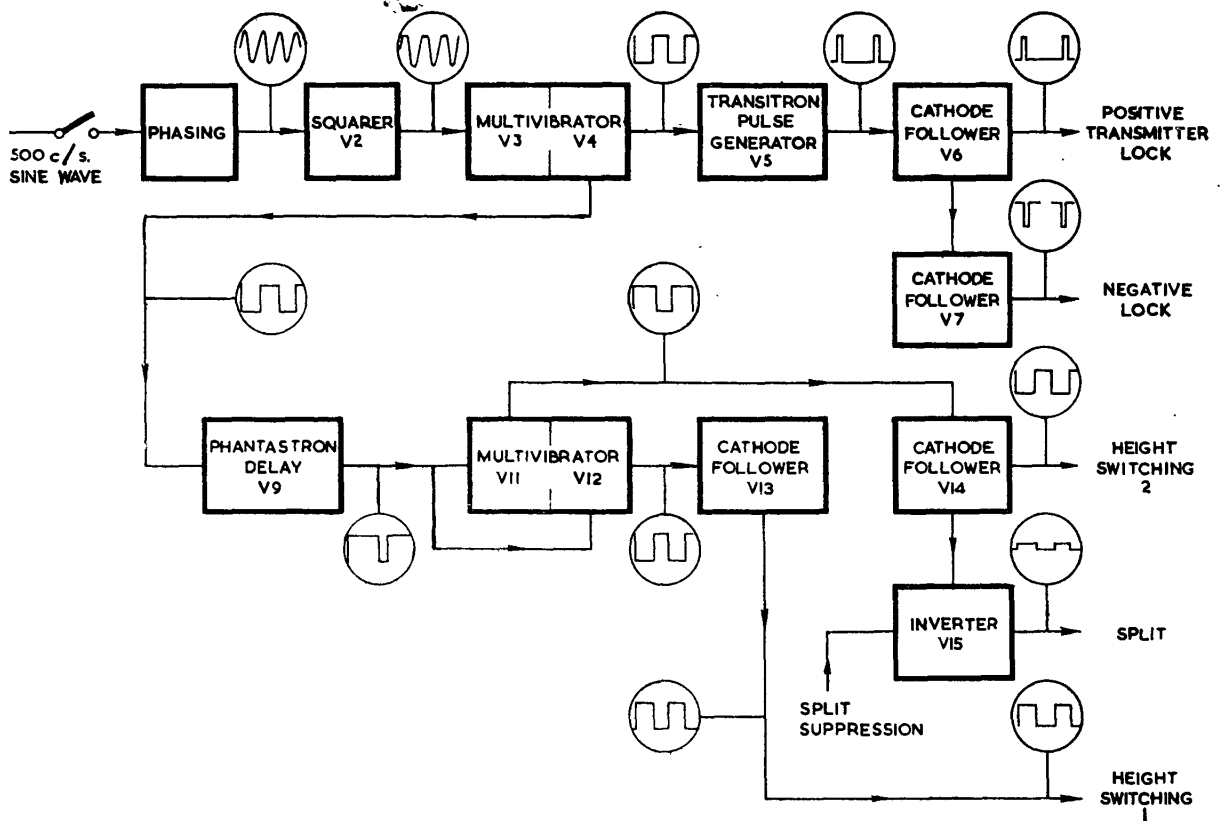 500 c/s.
SINE WAVE
PHASING
SQUARER
V2
MULTIVIBRATOR
V3 V4
TRANSITRON
PULSE
GENERATOR
V5
CATHODE
FOLLOWER
V6
POSITIVE
TRANSMITTER
LOCK
CATHODE
FOLLOWER
V7
NEGATIVE
LOCK
PHANTASTRON
DELAY
V9
MULTIVIBRATOR
V11 V12
CATHODE
FOLLOWER
V13
CATHODE
FOLLOWER
V14
HEIGHT
SWITCHING
2
INVERTER
V15
SPLIT
SPLIT
SUPPRESSION
HEIGHT
SWITCHING
1